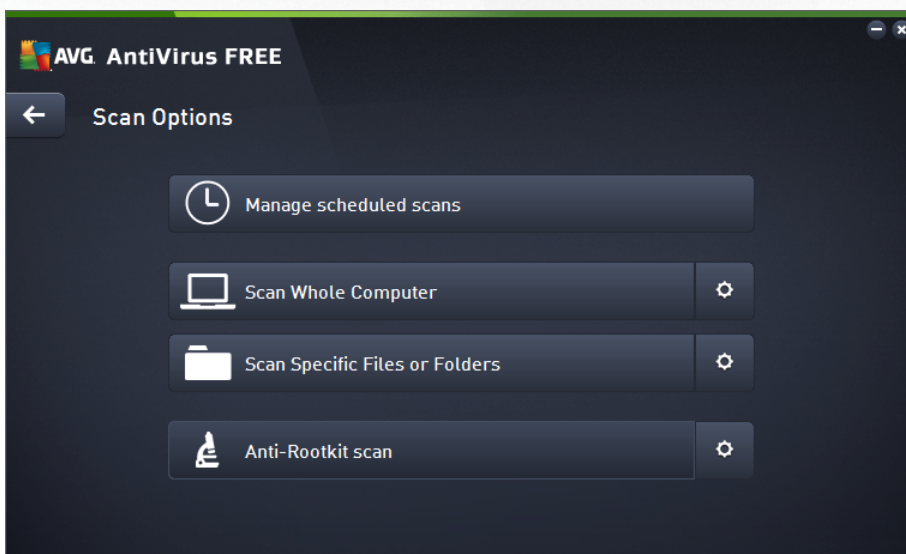 AVG. AntiVirus FREE
Scan Options
Manage scheduled scans
Scan Whole Computer
Scan Specific Files or Folders
Anti-Rootkit scan